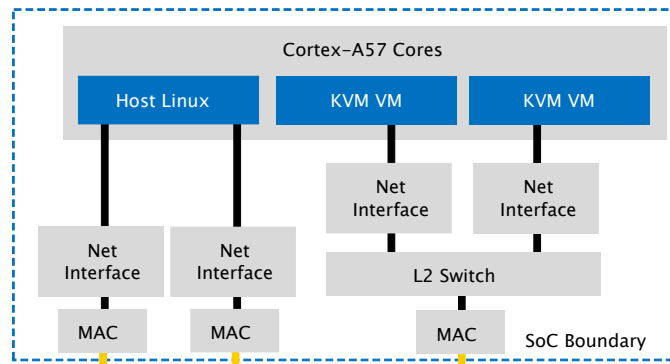 Cortex-A57 Cores
Host Linux
KVM VM
KVM VM
Net
Interface
Net
Interface
Net
Interface
Net
Interface
L2 Switch
MAC
MAC
MAC
SoC Boundary